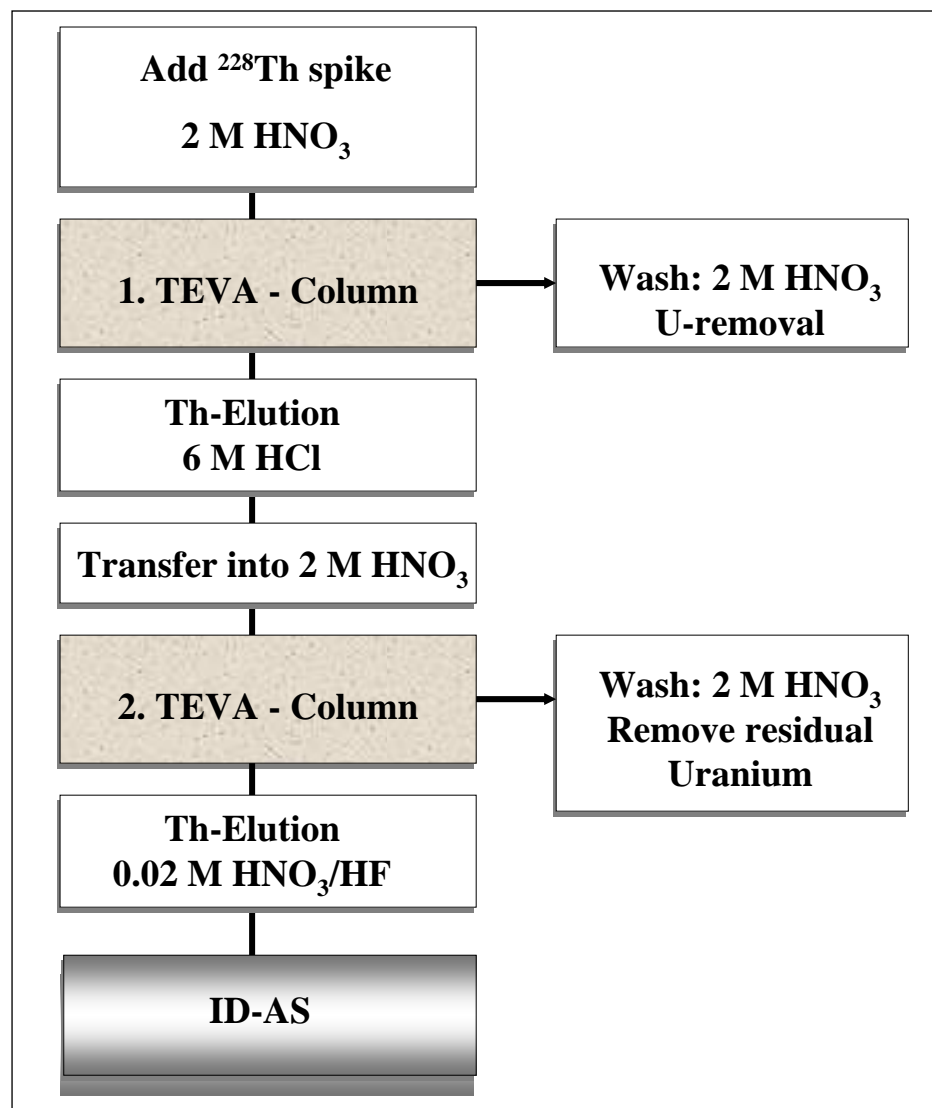 Add ²²⁸Th spike
2 M HNO₃
1. TEVA - Column
Wash: 2 M HNO₃
U-removal
Th-Elution
6 M HCl
Transfer into 2 M HNO₃
2. TEVA - Column
Wash: 2 M HNO₃
Remove residual
Uranium
Th-Elution
0.02 M HNO₃/HF
ID-AS